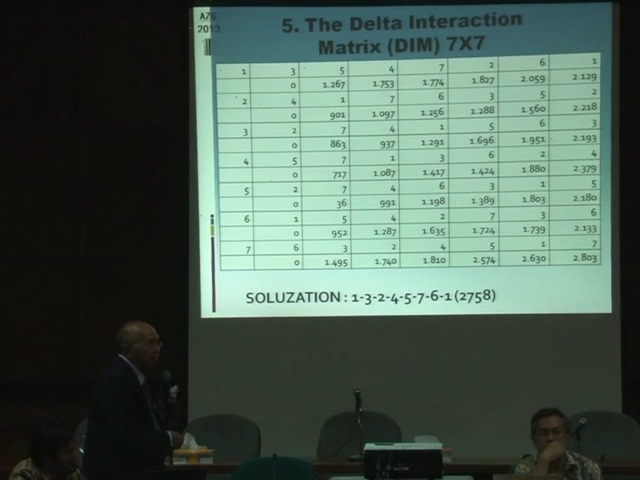 A7G
2013
5. The Delta Interaction
Matrix (DIM) 7X7
1 3 5 4 7 2 6 1
0 1.267 1.753 1.774 1.827 2.059 2.129
2 4 1 7 6 3 5 2
0 901 1.097 1.256 1.288 1.560 2.218
3 2 7 4 1 5 6 3
0 863 937 1.291 1.696 1.951 2.193
4 5 7 1 3 6 2 4
0 717 1.087 1.417 1.424 1.880 2.379
5 2 7 4 6 3 1 5
0 36 991 1.198 1.389 1.803 2.180
6 1 5 4 2 7 3 6
0 952 1.287 1.635 1.724 1.739 2.133
7 6 3 2 4 5 1 7
0 1.495 1.740 1.810 2.574 2.630 2.803
SOLUZATION : 1-3-2-4-5-7-6-1 (2758)